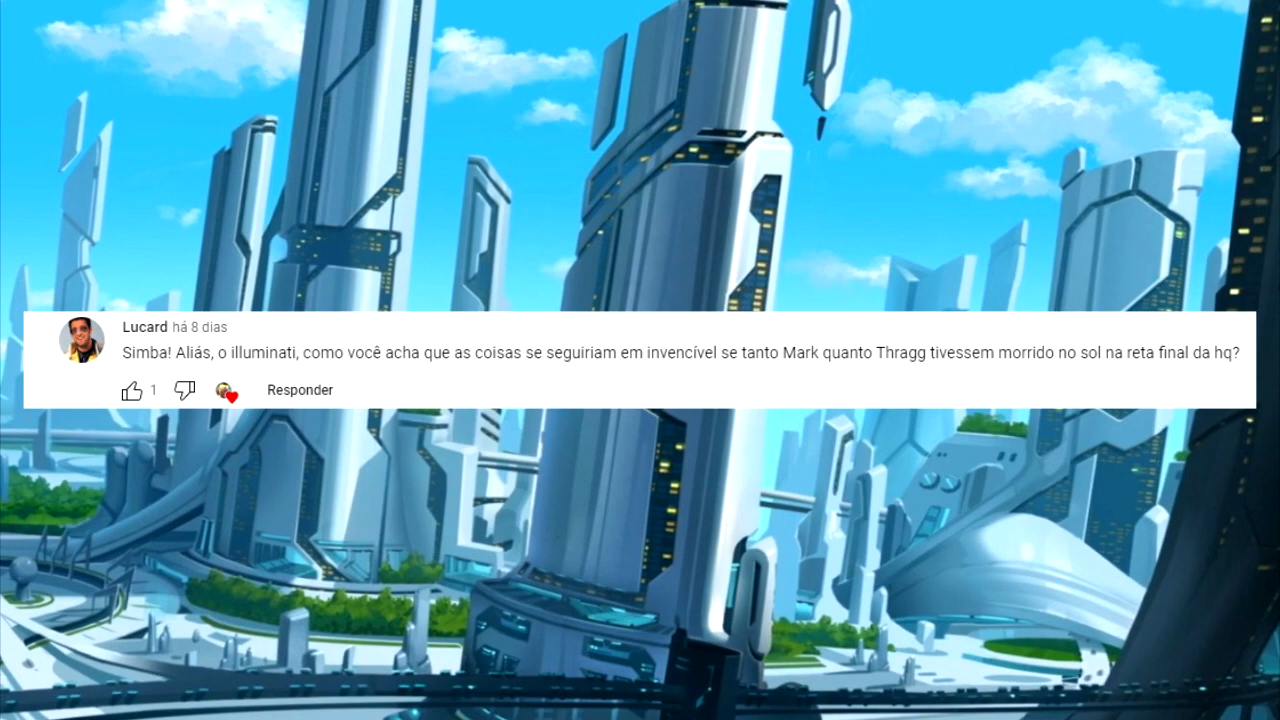 Lucard há 8 dias
Simba! Aliás, o illuminati, como você acha que as coisas se seguiriam em invencível se tanto Mark quanto Thragg tivessem morrido no sol na reta final da hq?
1 Responder